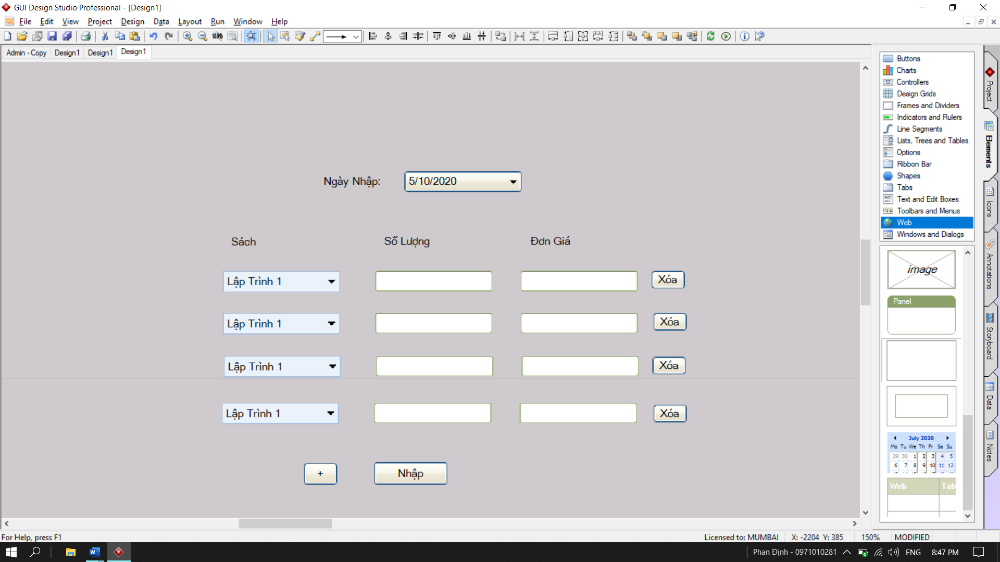 GUI Design Studio Professional - [Design1]
File Edit View Project Design Data Layout Run Window Help
100%
Admin - Copy Design1 Design1 Design1
Ngày Nhập: 5/10/2020
Sách Số Lượng Đơn Giá
Lập Trình 1 Xóa
Lập Trình 1 Xóa
Lập Trình 1 Xóa
Lập Trình 1 Xóa
+ Nhập
Buttons
Charts
Controllers
Design Grids
Frames and Dividers
Indicators and Rulers
Line Segments
Lists, Trees and Tables
Options
Ribbon Bar
Shapes
Tabs
Text and Edit Boxes
Toolbars and Menus
Web
Windows and Dialogs
image
Panel
July 2020
Mo Tu We Th Fr Sa Su
29 30 1 2 3 4 5
6 7 8 9 10 11 12
Web Tab
Project
Elements
Icons
Annotations
Storyboard
Data
Notes
For Help, press F1 Licensed to: MUMBAI X: -2204 Y: 385 150% MODIFIED
Phan Định - 0971010281 ENG 8:47 PM